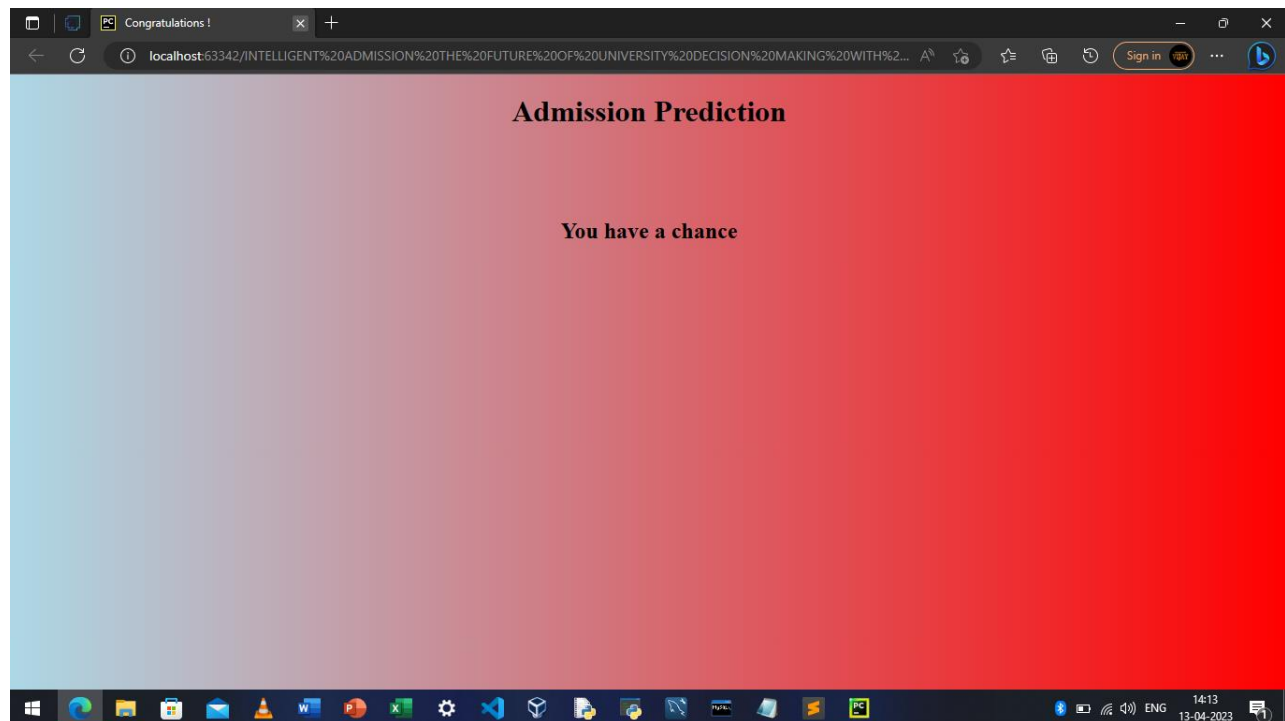 Congratulations !
localhost:63342/INTELLIGENT%20ADMISSION%20THE%20FUTURE%20OF%20UNIVERSITY%20DECISION%20MAKING%20WITH%2...
Sign in
Admission Prediction
You have a chance
ENG
14:13
13-04-2023